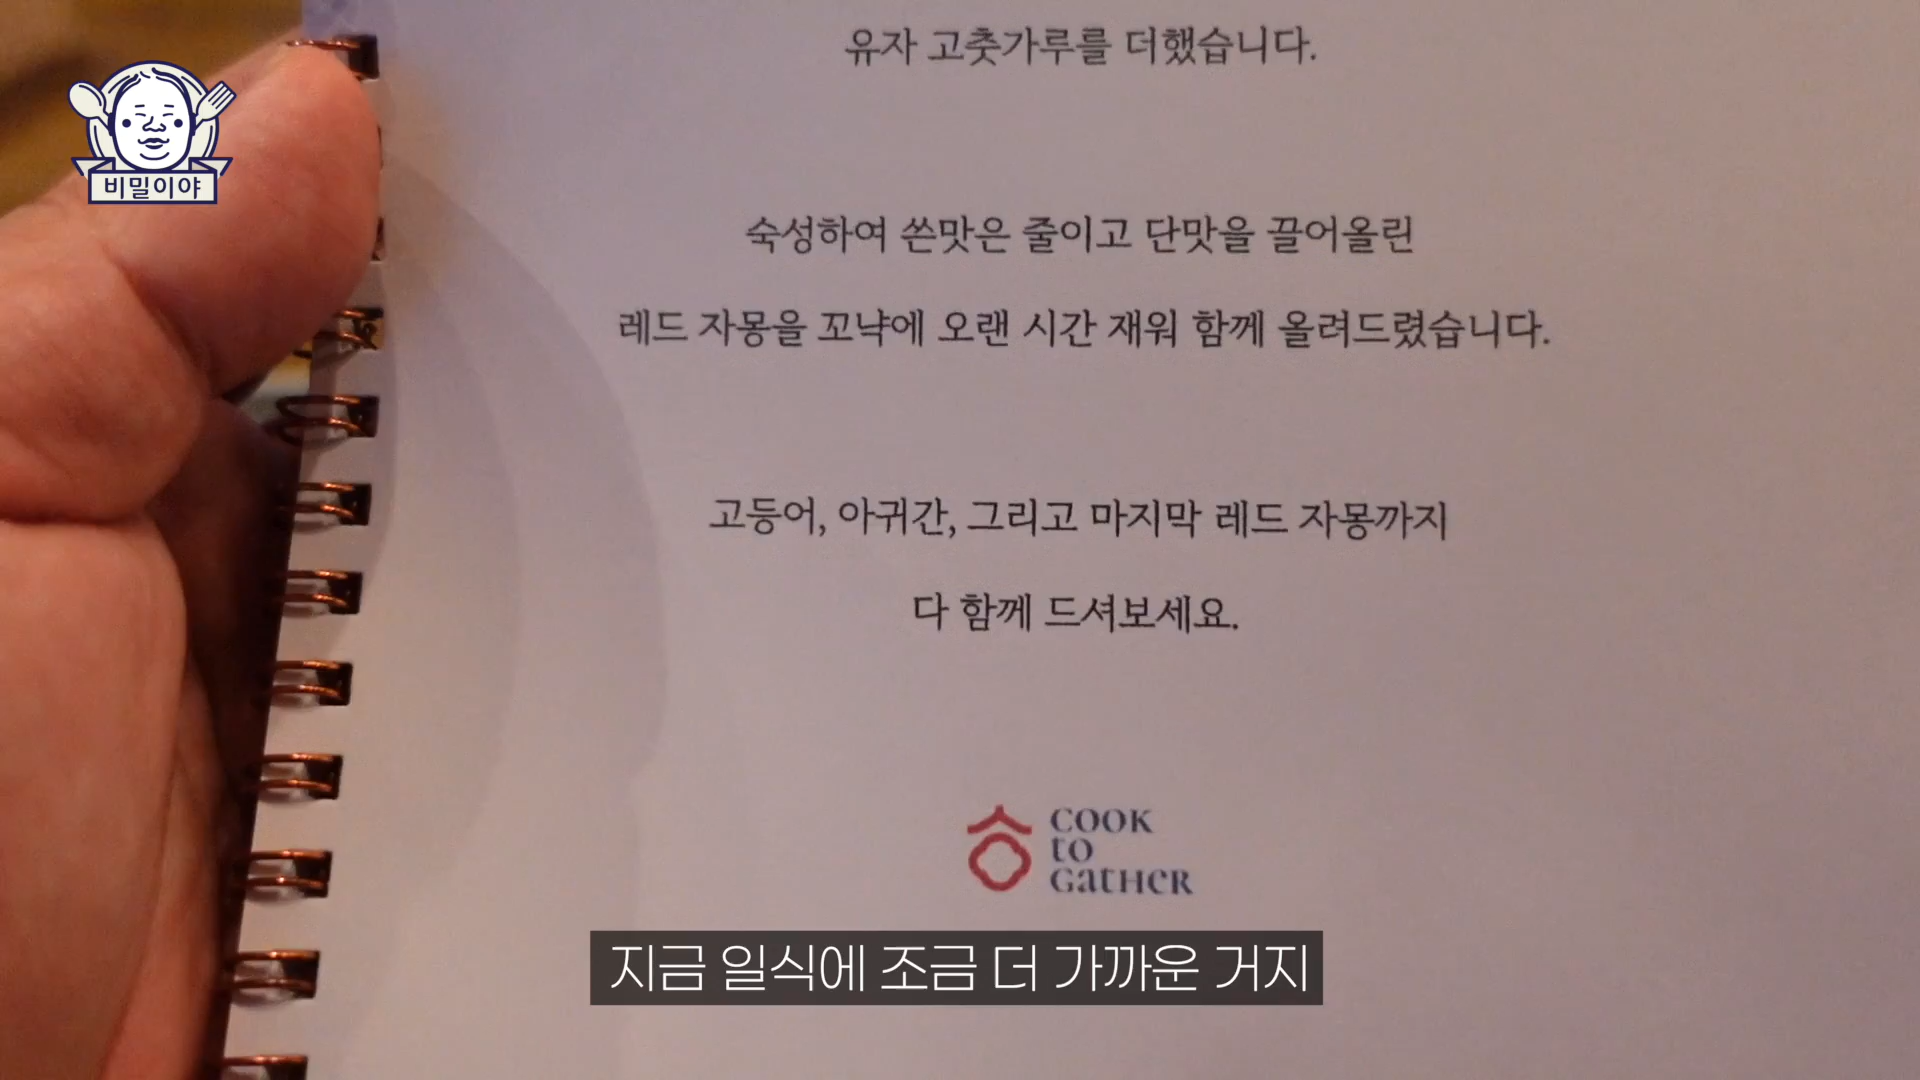 유자 고춧가루를 더했습니다.
비밀이야
숙성하여 쓴맛은 줄이고 단맛을 끌어올린
레드 자몽을 꼬냑에 오랜 시간 재워 함께 올려드렸습니다.
고등어, 아귀간, 그리고 마지막 레드 자몽까지
다 함께 드셔보세요.
COOK
to
GatHeR
지금 일식에 조금 더 가까운 거지